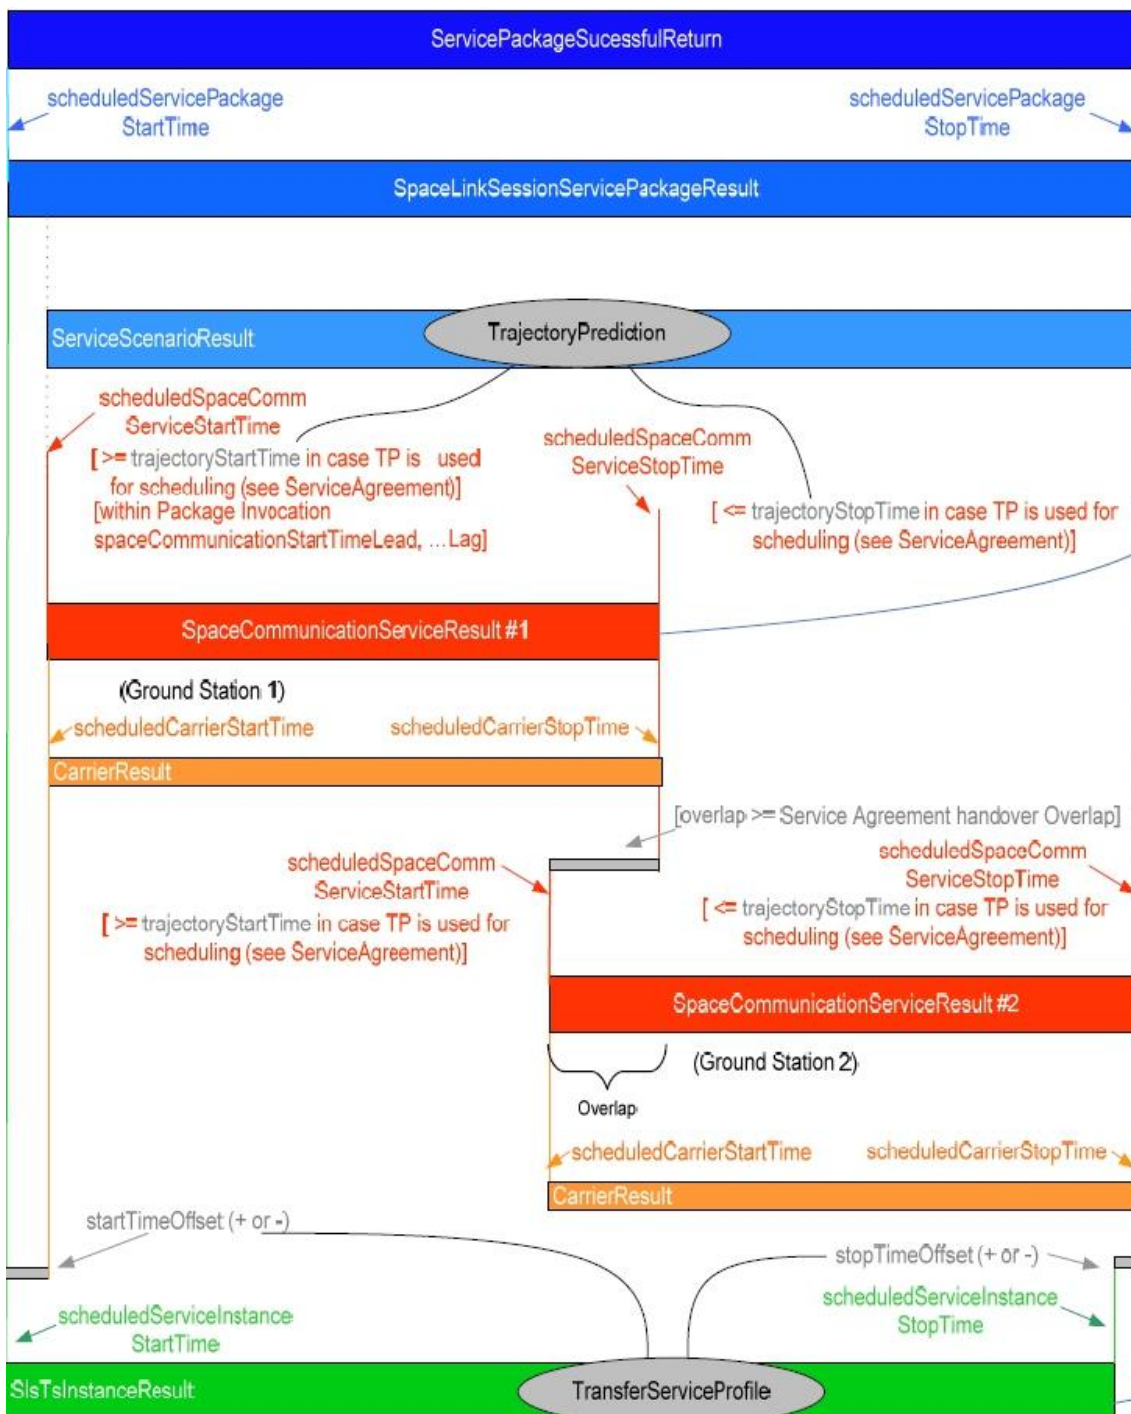 ServicePackageSucessfulReturn
scheduledServicePackage
StartTime
scheduledServicePackage
StopTime
SpaceLinkSessionServicePackageResult
ServiceScenarioResult
TrajectoryPrediction
scheduledSpaceComm
ServiceStartTime
[ >= trajectoryStartTime in case TP is used
for scheduling (see ServiceAgreement)]
[within Package Invocation
spaceCommunicationStartTimeLead, ...Lag]
scheduledSpaceComm
ServiceStopTime
[ <= trajectoryStopTime in case TP is used for
scheduling (see ServiceAgreement)]
SpaceCommunicationServiceResult #1
(Ground Station 1)
scheduledCarrierStartTime
scheduledCarrierStopTime
CarrierResult
[overlap >= Service Agreement handover Overlap]
scheduledSpaceComm
ServiceStartTime
[ >= trajectoryStartTime in case TP is used for
scheduling (see ServiceAgreement)]
scheduledSpaceComm
ServiceStopTime
[ <= trajectoryStopTime in case TP is used for
scheduling (see ServiceAgreement)]
SpaceCommunicationServiceResult #2
(Ground Station 2)
Overlap
scheduledCarrierStartTime
scheduledCarrierStopTime
CarrierResult
startTimeOffset (+ or -)
stopTimeOffset (+ or -)
scheduledServiceInstance
StartTime
scheduledServiceInstance
StopTime
SlsTsInstanceResult
TransferServiceProfile